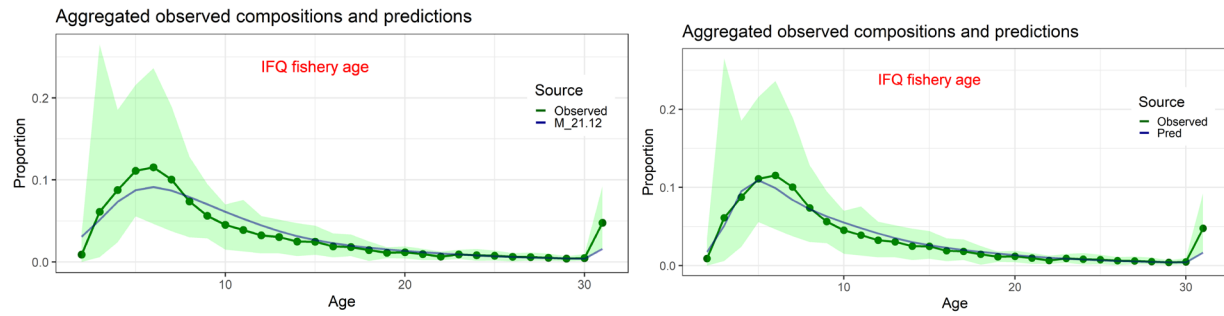 Aggregated observed compositions and predictions
IFQ fishery age
Source
Observed
M_21.12
Proportion
0.2
0.1
0.0
10
20
30
Age
Aggregated observed compositions and predictions
IFQ fishery age
Source
Observed
Pred
Proportion
0.2
0.1
0.0
10
20
30
Age